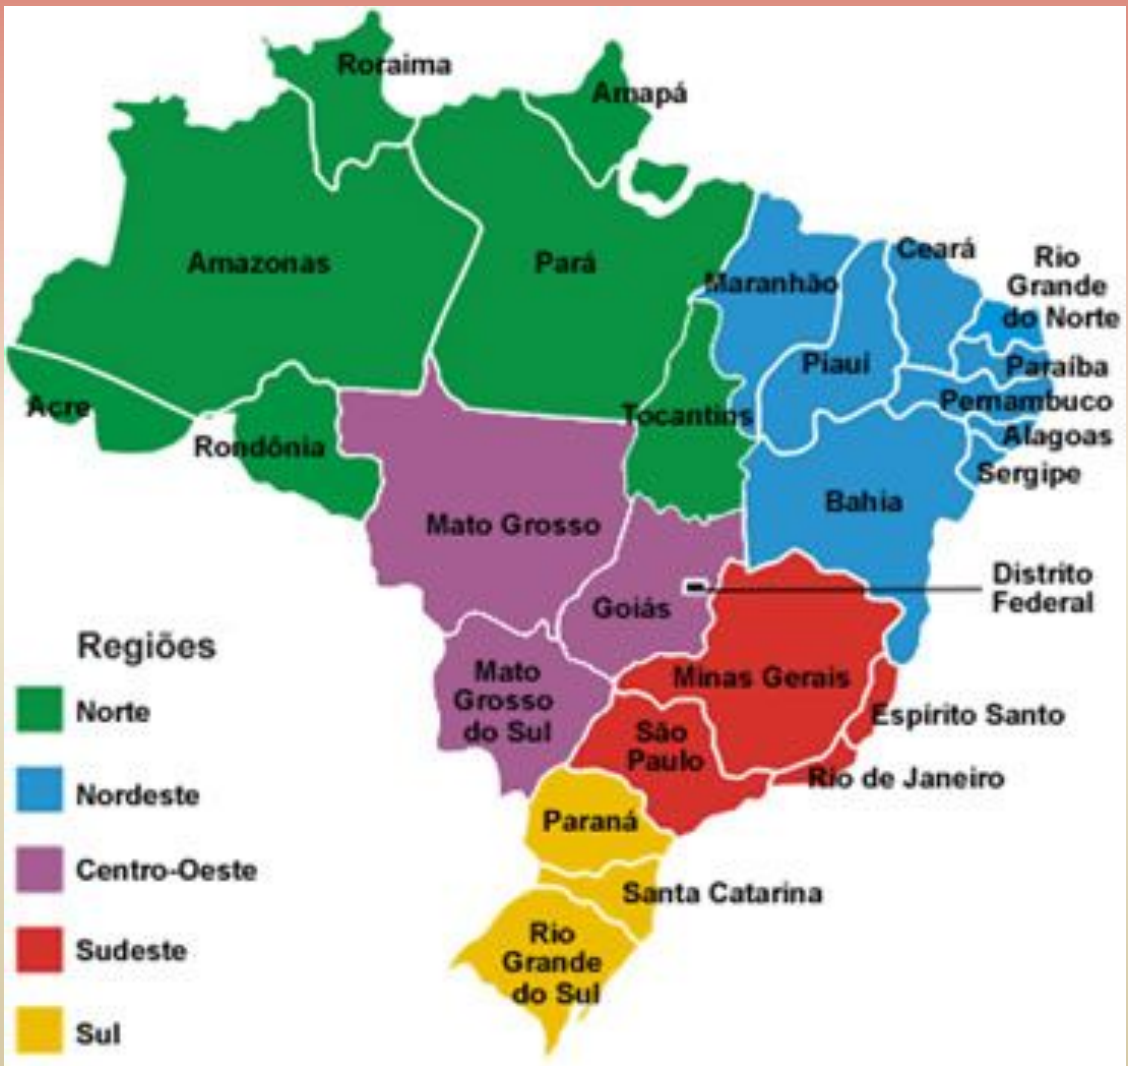 Roraima
Amapá
Amazonas
Pará
Maranhão
Ceará
Rio
Grande
do Norte
Piauí
Paraíba
Pernambuco
Alagoas
Sergipe
Acre
Rondônia
Tocantins
Bahia
Mato Grosso
Goiás
Distrito
Federal
Mato
Grosso
do Sul
Minas Gerais
Espírito Santo
São
Paulo
Rio de Janeiro
Paraná
Santa Catarina
Rio
Grande
do Sul
Regiões
Norte
Nordeste
Centro-Oeste
Sudeste
Sul